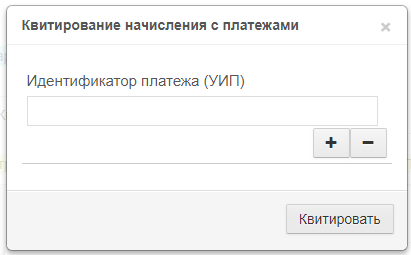 Квитирование начисления с платежами
×
Идентификатор платежа (УИП)
+ −
Квитировать